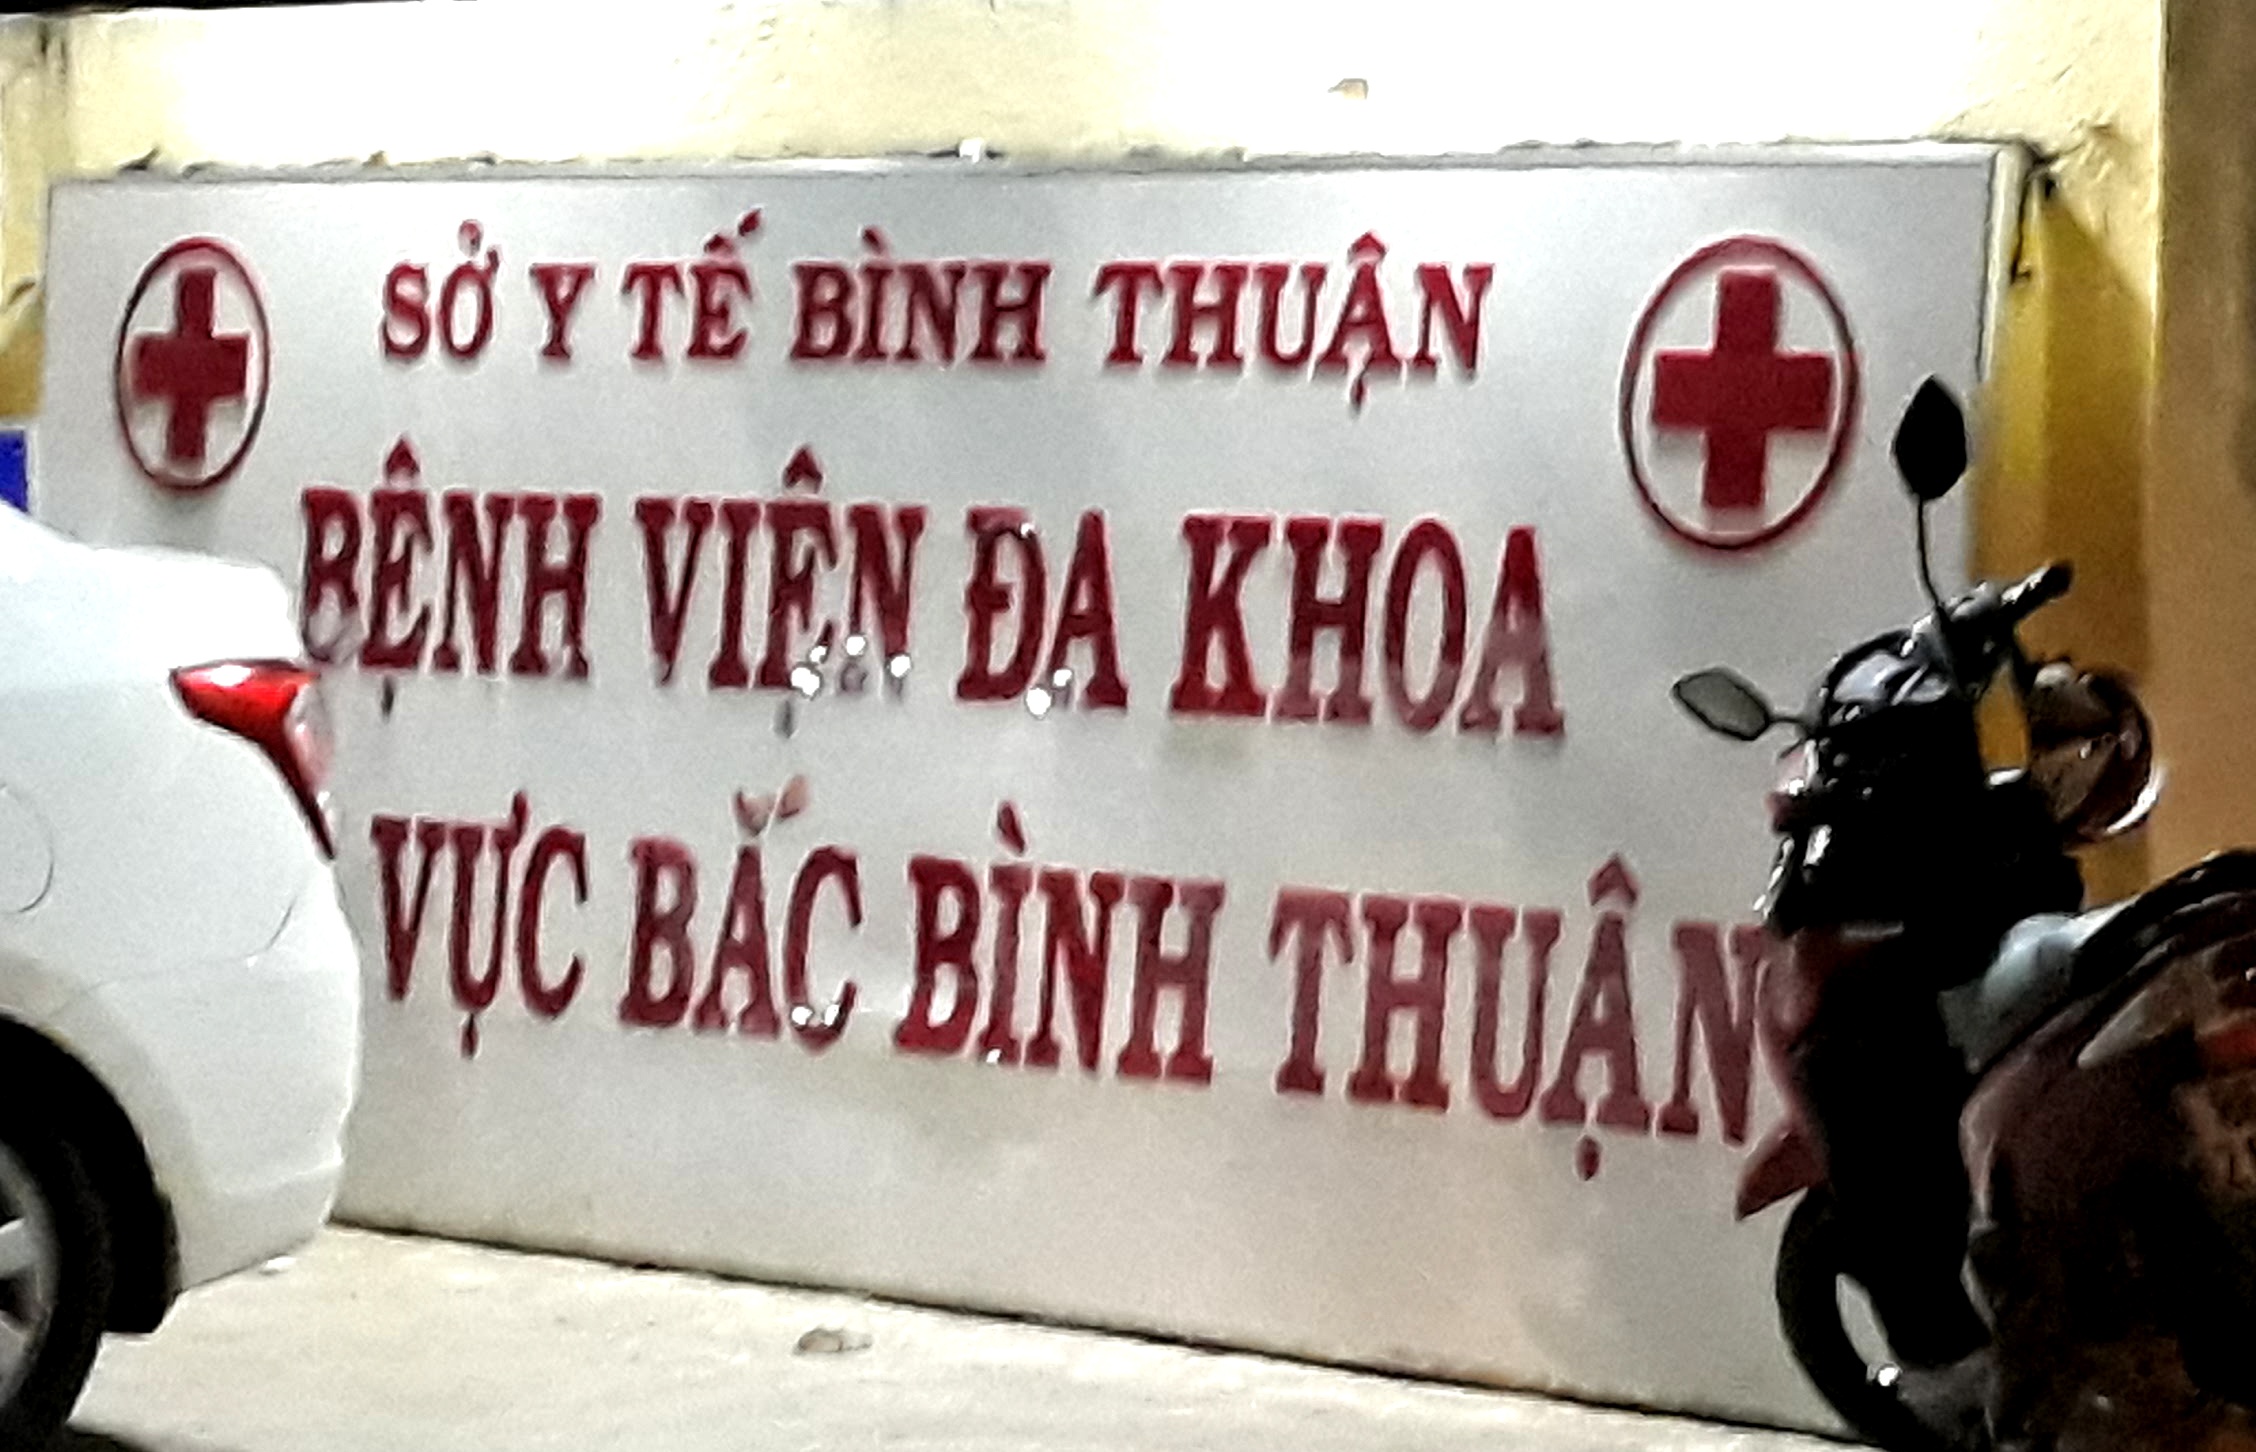 SỞ Y TẾ BÌNH THUẬN
BỆNH VIỆN ĐA KHOA
VỰC BẮC BÌNH THUẬN